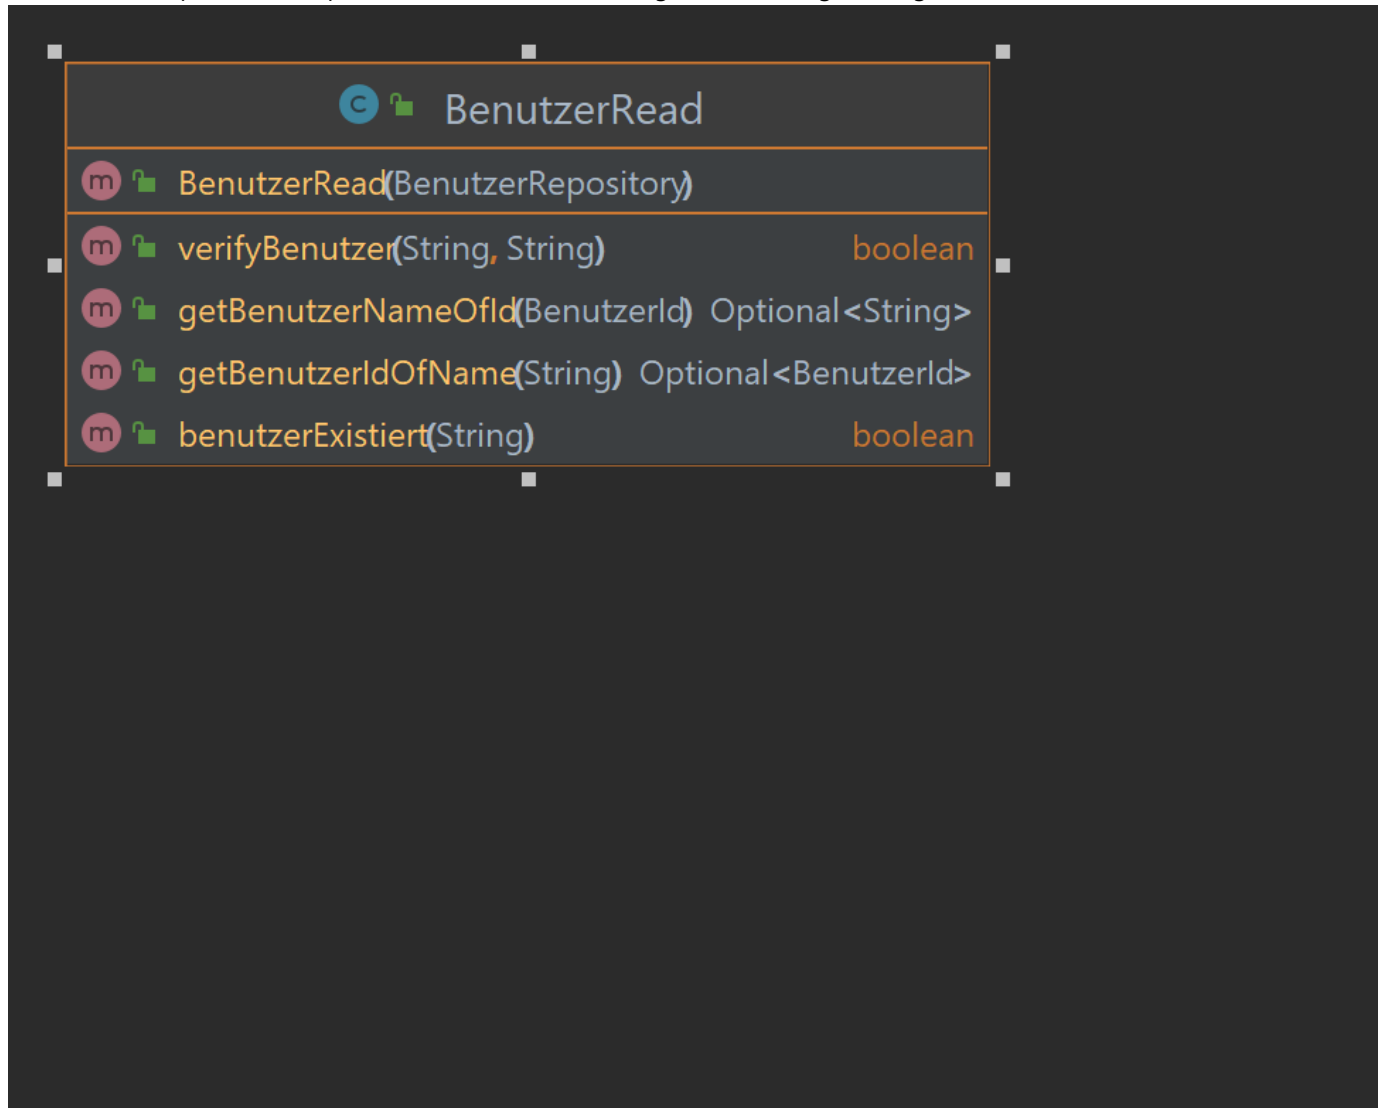 BenutzerRead
BenutzerRead(BenutzerRepository)
verifyBenutzer(String, String) boolean
getBenutzerNameOfId(BenutzerId) Optional<String>
getBenutzerIdOfName(String) Optional<BenutzerId>
benutzerExistiert(String) boolean